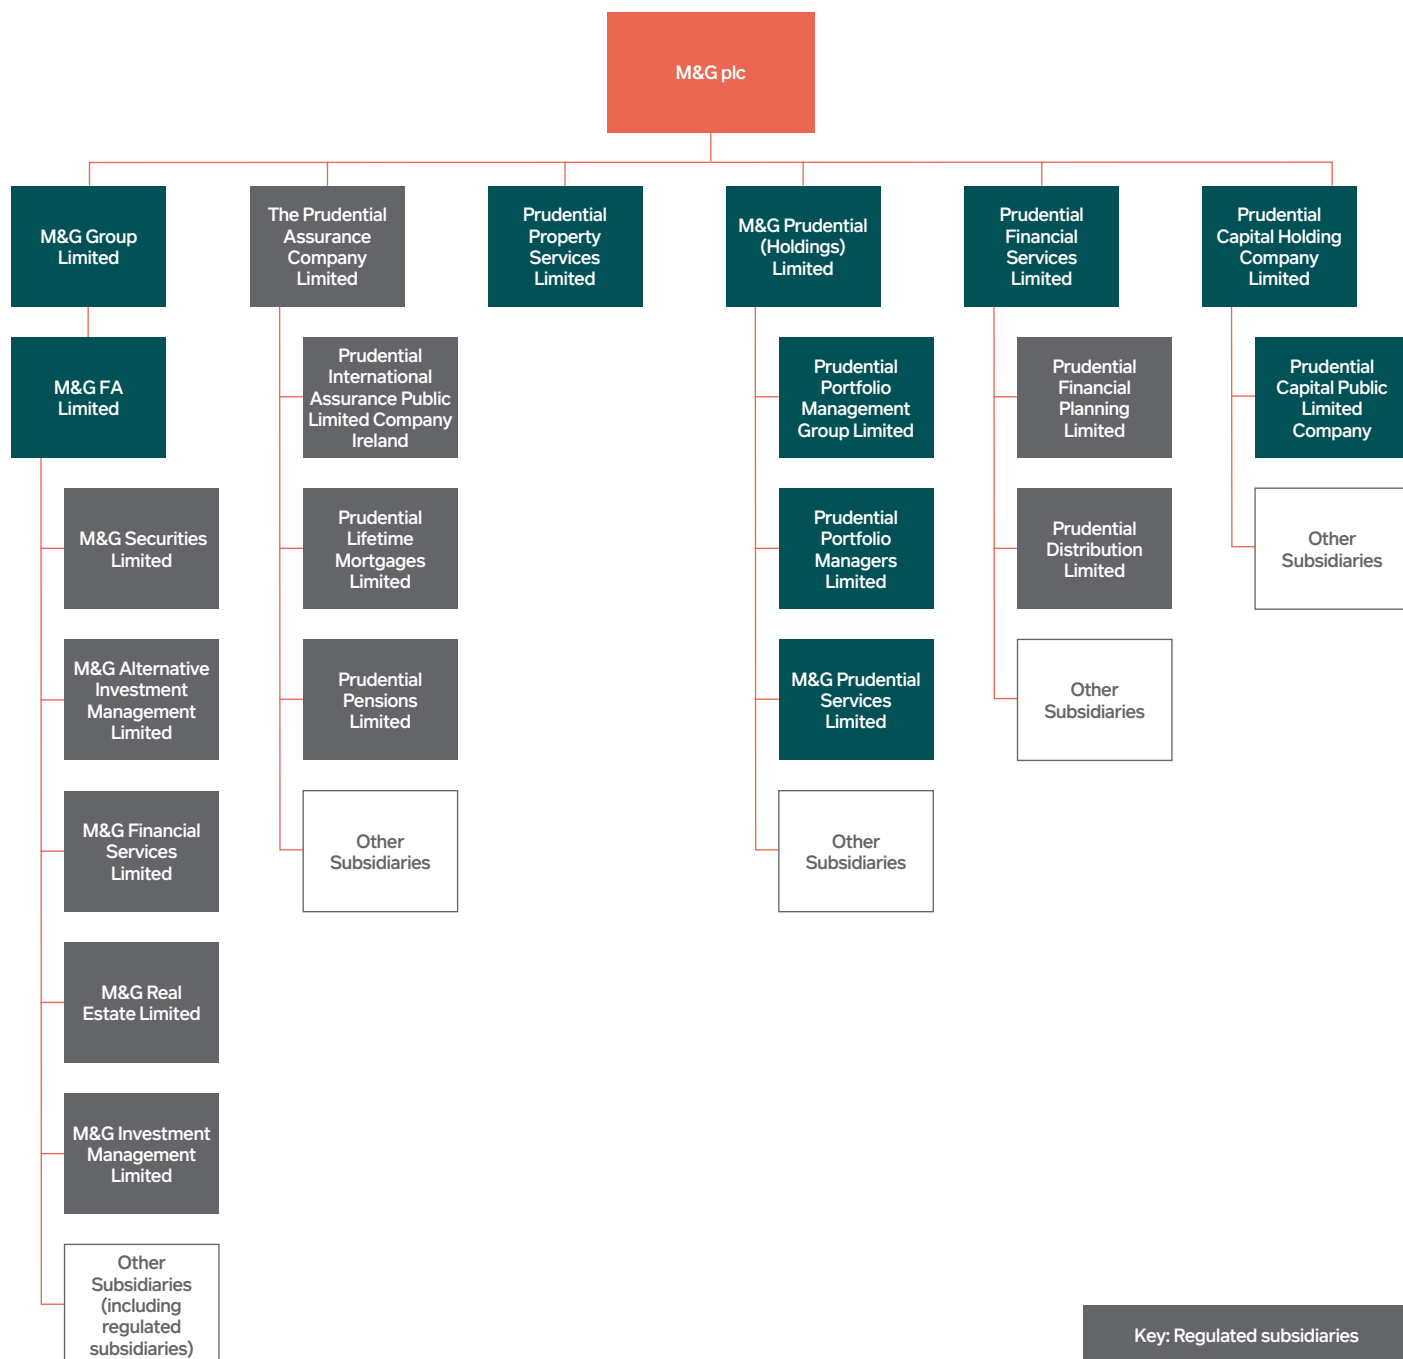 M&G plc
M&G Group
Limited
The Prudential
Assurance
Company
Limited
Prudential
Property
Services
Limited
M&G Prudential
(Holdings)
Limited
Prudential
Financial
Services
Limited
Prudential
Capital Holding
Company
Limited
M&G FA
Limited
Prudential
International
Assurance Public
Limited Company
Ireland
Prudential
Portfolio
Management
Group Limited
Prudential
Financial
Planning
Limited
Prudential
Capital Public
Limited
Company
M&G Securities
Limited
Prudential
Lifetime
Mortgages
Limited
Prudential
Portfolio
Managers
Limited
Prudential
Distribution
Limited
Other
Subsidiaries
M&G Alternative
Investment
Management
Limited
Prudential
Pensions
Limited
M&G Prudential
Services
Limited
Other
Subsidiaries
M&G Financial
Services
Limited
Other
Subsidiaries
Other
Subsidiaries
M&G Real
Estate Limited
M&G Investment
Management
Limited
Other
Subsidiaries
(including
regulated
subsidiaries)
Key: Regulated subsidiaries